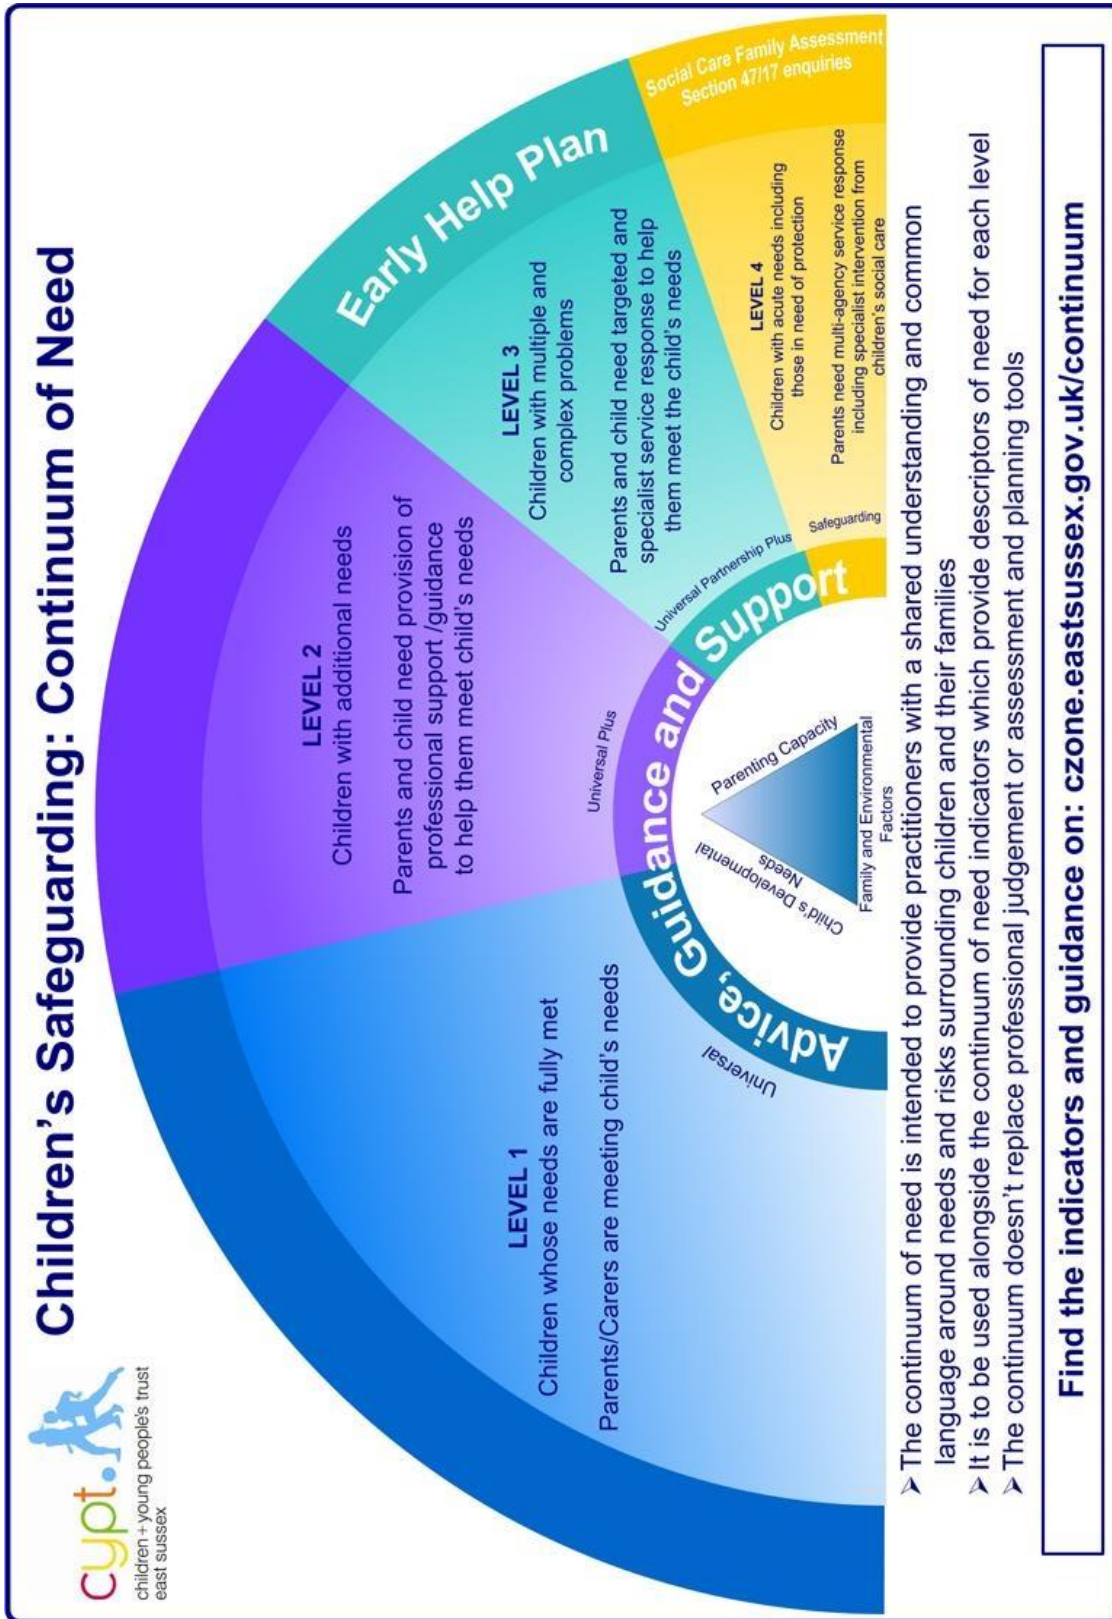 cypt.
children + young people's trust
east sussex
Children's Safeguarding: Continuum of Need
LEVEL 1
Children whose needs are fully met
Parents/Carers are meeting child's needs
Universal
LEVEL 2
Children with additional needs
Parents and child need provision of
professional support /guidance
to help them meet child's needs
Universal Plus
Early Help Plan
LEVEL 3
Children with multiple and
complex problems
Parents and child need targeted and
specialist service response to help
them meet the child's needs
Universal Partnership Plus
Social Care Family Assessment
Section 47/17 enquiries
LEVEL 4
Children with acute needs including
those in need of protection
Parents need multi-agency service response
including specialist intervention from
children's social care
Safeguarding
Advice, Guidance and Support
Child's Developmental
Needs
Parenting Capacity
Family and Environmental
Factors
➢ The continuum of need is intended to provide practitioners with a shared understanding and common
language around needs and risks surrounding children and their families
➢ It is to be used alongside the continuum of need indicators which provide descriptors of need for each level
➢ The continuum doesn't replace professional judgement or assessment and planning tools
Find the indicators and guidance on: czone.eastsussex.gov.uk/continuum